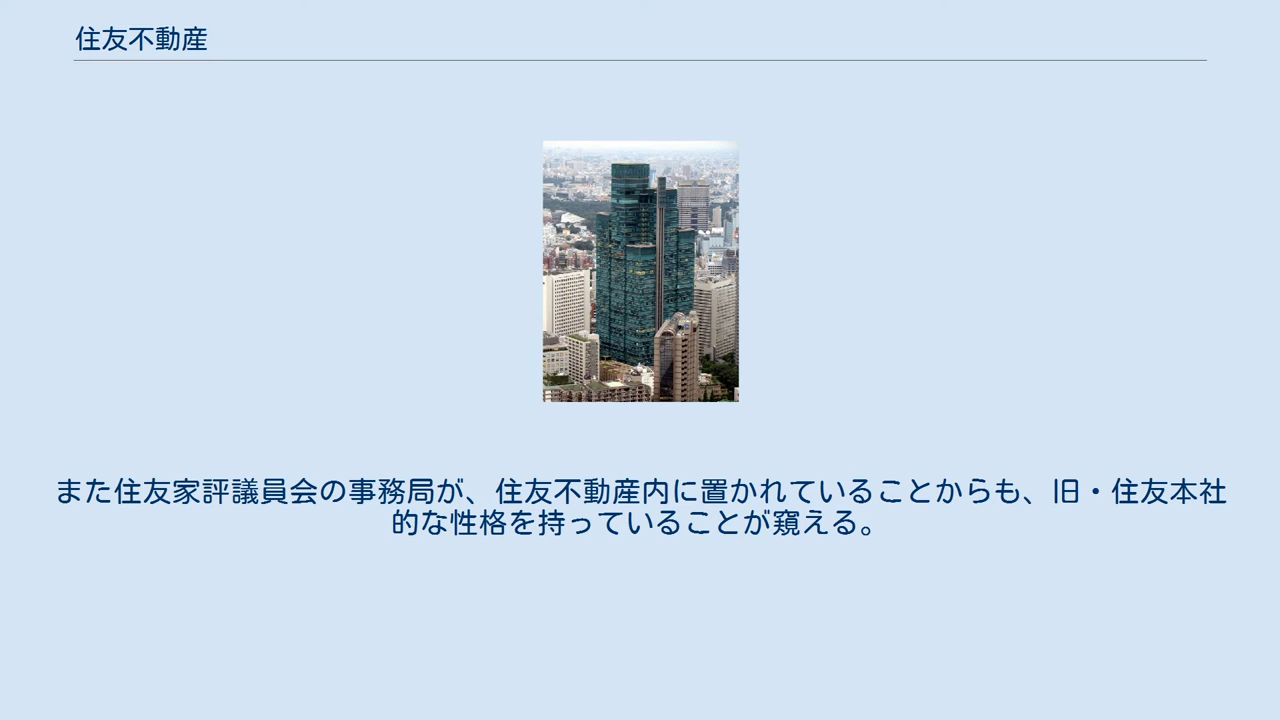 住友不動産
また住友家評議員会の事務局が、住友不動産内に置かれていることからも、旧・住友本社
的な性格を持っていることが窺える。